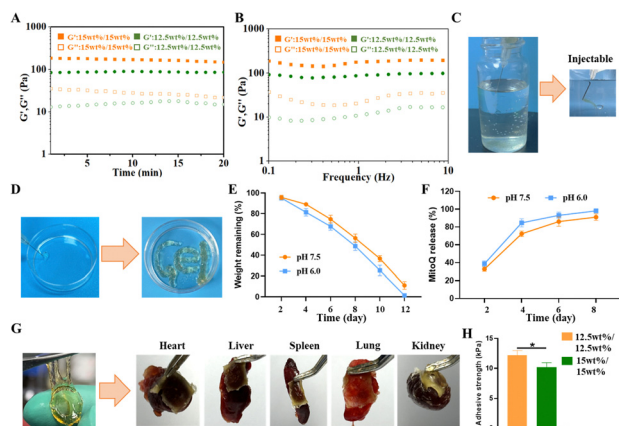 A
G':15wt%/15wt% G':12.5wt%/12.5wt%
G'':15wt%/15wt% G'':12.5wt%/12.5wt%
1000
100
10
1
G',G'' (Pa)
5 10 15 20
Time (min)
B
G':15wt%/15wt% G':12.5wt%/12.5wt%
G'':15wt%/15wt% G'':12.5wt%/12.5wt%
1000
100
10
1
G',G'' (Pa)
0.1 1 10
Frequency (Hz)
C
Injectable
D
E
100
80
60
40
20
0
Weight remaining (%)
pH 7.5
pH 6.0
2 4 6 8 10 12
Time (day)
F
150
100
50
0
MitoQ release (%)
pH 7.5 pH 6.0
2 4 6 8
Time (day)
G
Heart Liver Spleen Lung Kidney
H
15
10
5
Adhesive strength (kPa)
*
12.5wt%/
12.5wt%
15wt%/
15wt%